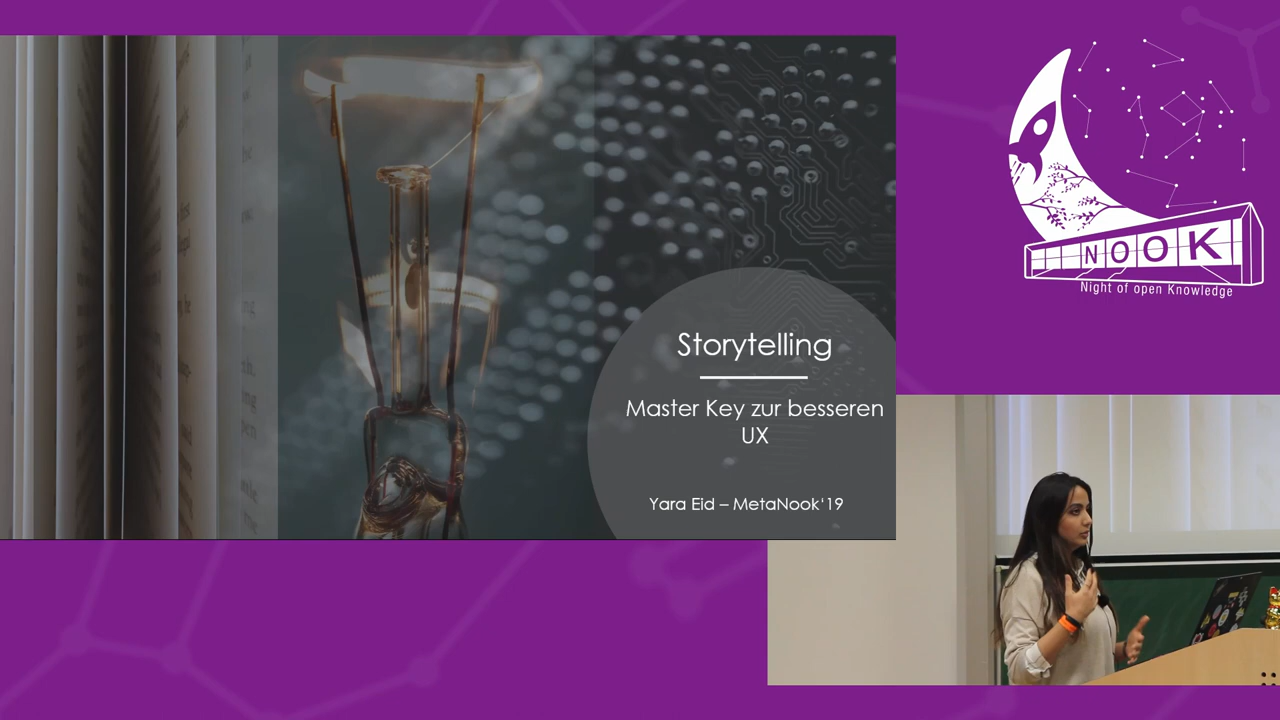 Storytelling
Master Key zur besseren
UX
Yara Eid – MetaNook'19
NOOK
Night of open Knowledge